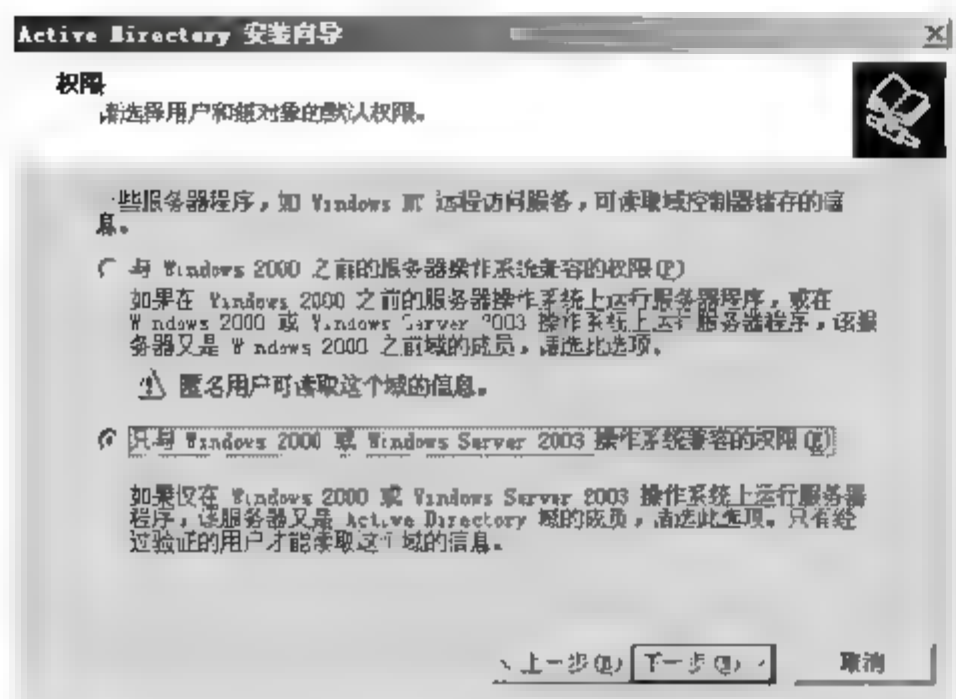 Active Directory 安装向导
权限
请选择用户和组对象的默认权限。
一些服务器程序，如 Windows NT 远程访问服务，可读取域控制器储存的信
息。
与 Windows 2000 之前的服务器操作系统兼容的权限(P)
如果在 Windows 2000 之前的服务器操作系统上运行服务器程序，或在
Windows 2000 或 Windows Server 2003 操作系统上运行服务器程序，该服
务器又是 Windows 2000 之前域的成员，请选此选项。
匿名用户可读取这个域的信息。
只与 Windows 2000 或 Windows Server 2003 操作系统兼容的权限(E)
如果仅在 Windows 2000 或 Windows Server 2003 操作系统上运行服务器
程序，该服务器又是 Active Directory 域的成员，请选此选项。只有经
过验证的用户才能读取这个域的信息。
< 上一步(B) 下一步(N) > 取消